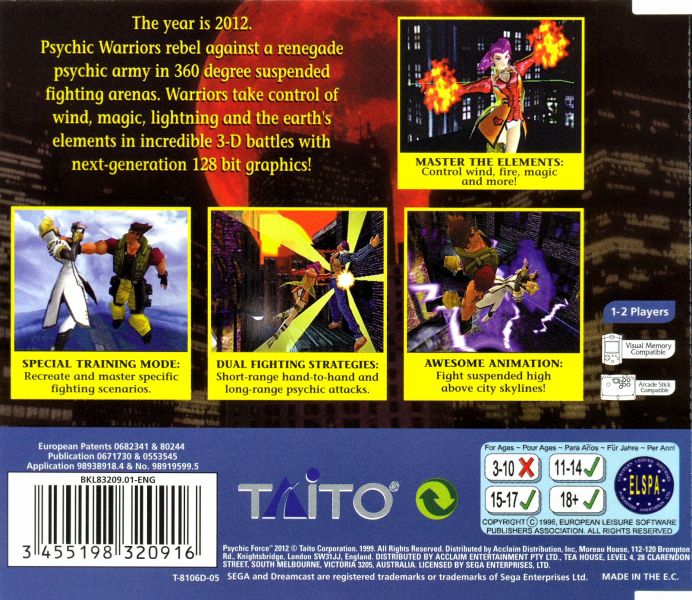 The year is 2012.
Psychic Warriors rebel against a renegade
psychic army in 360 degree suspended
fighting arenas. Warriors take control of
wind, magic, lightning and the earth's
elements in incredible 3-D battles with
next-generation 128 bit graphics!
MASTER THE ELEMENTS:
Control wind, fire, magic
and more!
SPECIAL TRAINING MODE:
Recreate and master specific
fighting scenarios.
DUAL FIGHTING STRATEGIES:
Short-range hand-to-hand and
long-range psychic attacks.
AWESOME ANIMATION:
Fight suspended high
above city skylines!
1-2 Players
Visual Memory
Compatible
Arcade Stick
Compatible
European Patents 0682341 & 80244
Publication 0671730 & 0553545
Application 98938918.4 & No. 98919599.5
BKL83209.01-ENG
3 455198 320916
TAITO®
For Ages ~ Pour Ages ~ Para Años ~ Für Jahre ~ Per Anni
3-10 11-14
15-17 18+
ELSPA
COPYRIGHT © 1996, EUROPEAN LEISURE SOFTWARE
PUBLISHERS ASSOCIATION. ALL RIGHTS RESERVED
Psychic Force™ 2012 © Taito Corporation. 1999. All Rights Reserved. Distributed by Acclaim Distribution, Inc, Moreau House, 112-120 Brompton
Rd., Knightsbridge, London SW31JJ, England. DISTRIBUTED BY ACCLAIM ENTERTAINMENT PTY LTD., TEA HOUSE, LEVEL 4, 28 CLARENDON
STREET, SOUTH MELBOURNE, VICTORIA 3205, AUSTRALIA. LICENSED BY SEGA ENTERPRISES, LTD.
T-8106D-05 SEGA and Dreamcast are registered trademarks or trademarks of Sega Enterprises Ltd. MADE IN THE E.C.